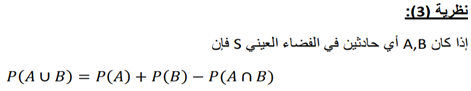 نظرية (3):
إذا كان A,B أي حادثين في الفضاء العيني S فإن
P(A ∪ B) = P(A) + P(B) − P(A ∩ B)